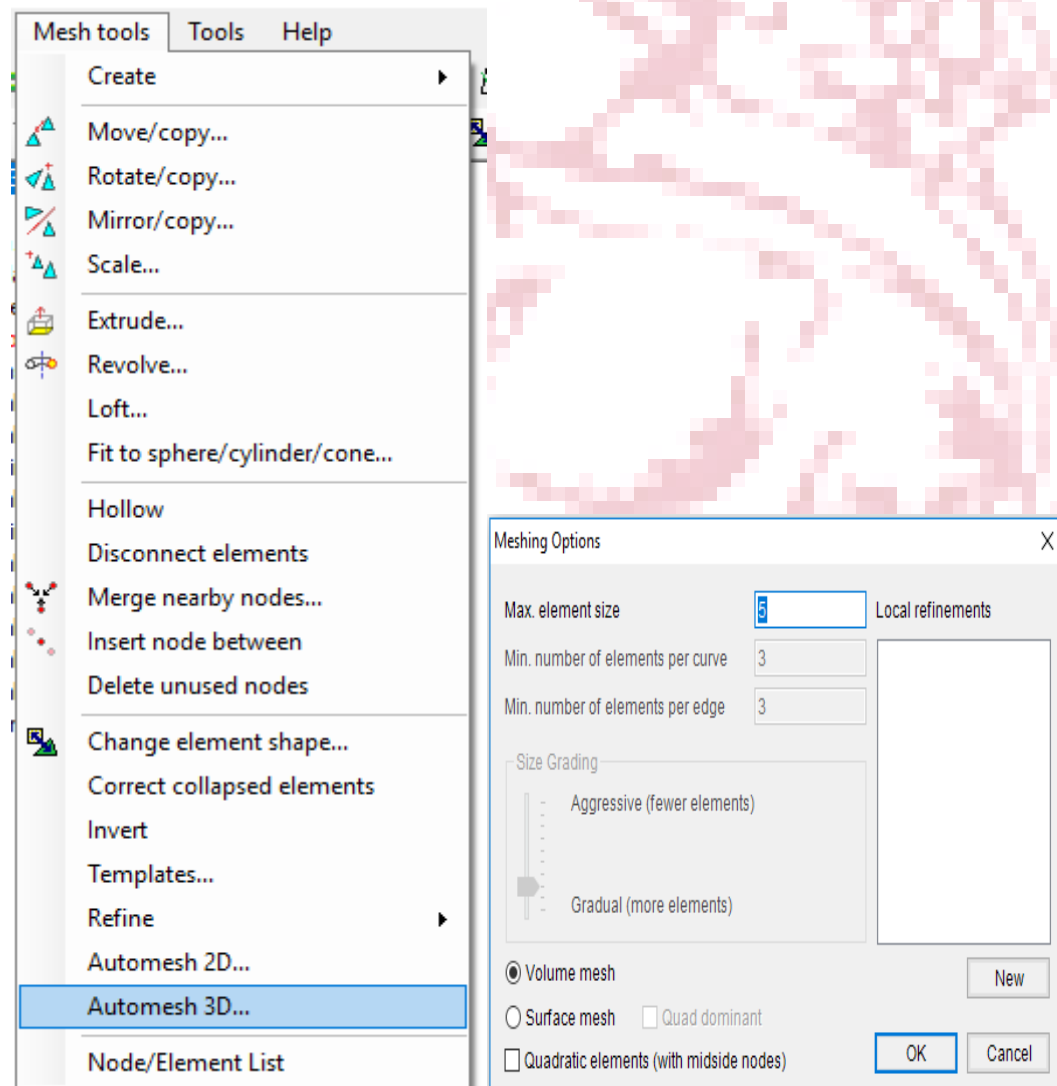 Mesh tools Tools Help
Create
Move/copy...
Rotate/copy...
Mirror/copy...
Scale...
Extrude...
Revolve...
Loft...
Fit to sphere/cylinder/cone...
Hollow
Disconnect elements
Merge nearby nodes...
Insert node between
Delete unused nodes
Change element shape...
Correct collapsed elements
Invert
Templates...
Refine
Automesh 2D...
Automesh 3D...
Node/Element List
Meshing Options
Max. element size 5 Local refinements
Min. number of elements per curve 3
Min. number of elements per edge 3
Size Grading
Aggressive (fewer elements)
Gradual (more elements)
Volume mesh
New
Surface mesh Quad dominant
Quadratic elements (with midside nodes)
OK Cancel